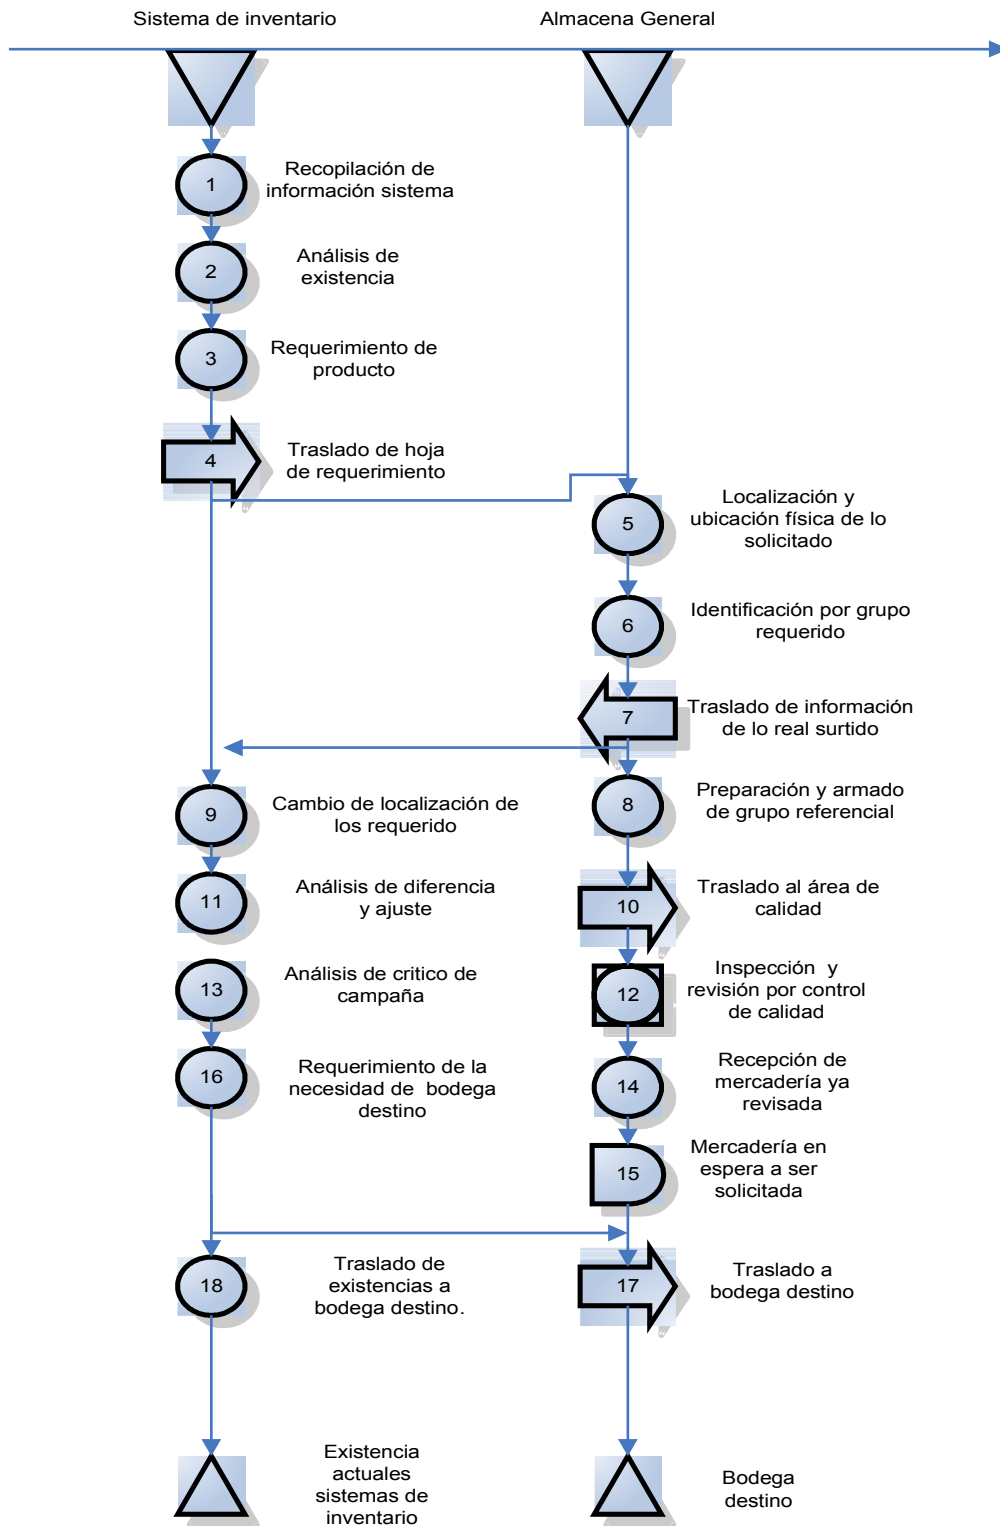 Sistema de inventario
Almacena General
1
Recopilación de
información sistema
2
Análisis de
existencia
3
Requerimiento de
producto
4
Traslado de hoja
de requerimiento
5
Localización y
ubicación física de lo
solicitado
6
Identificación por grupo
requerido
7
Traslado de información
de lo real surtido
8
Preparación y armado
de grupo referencial
9
Cambio de localización de
los requerido
10
Traslado al área de
calidad
11
Análisis de diferencia
y ajuste
12
Inspección y
revisión por control
de calidad
13
Análisis de critico de
campaña
14
Recepción de
mercadería ya
revisada
16
Requerimiento de la
necesidad de bodega
destino
15
Mercadería en
espera a ser
solicitada
18
Traslado de
existencias a
bodega destino.
17
Traslado a
bodega destino
Existencia
actuales
sistemas de
inventario
Bodega
destino